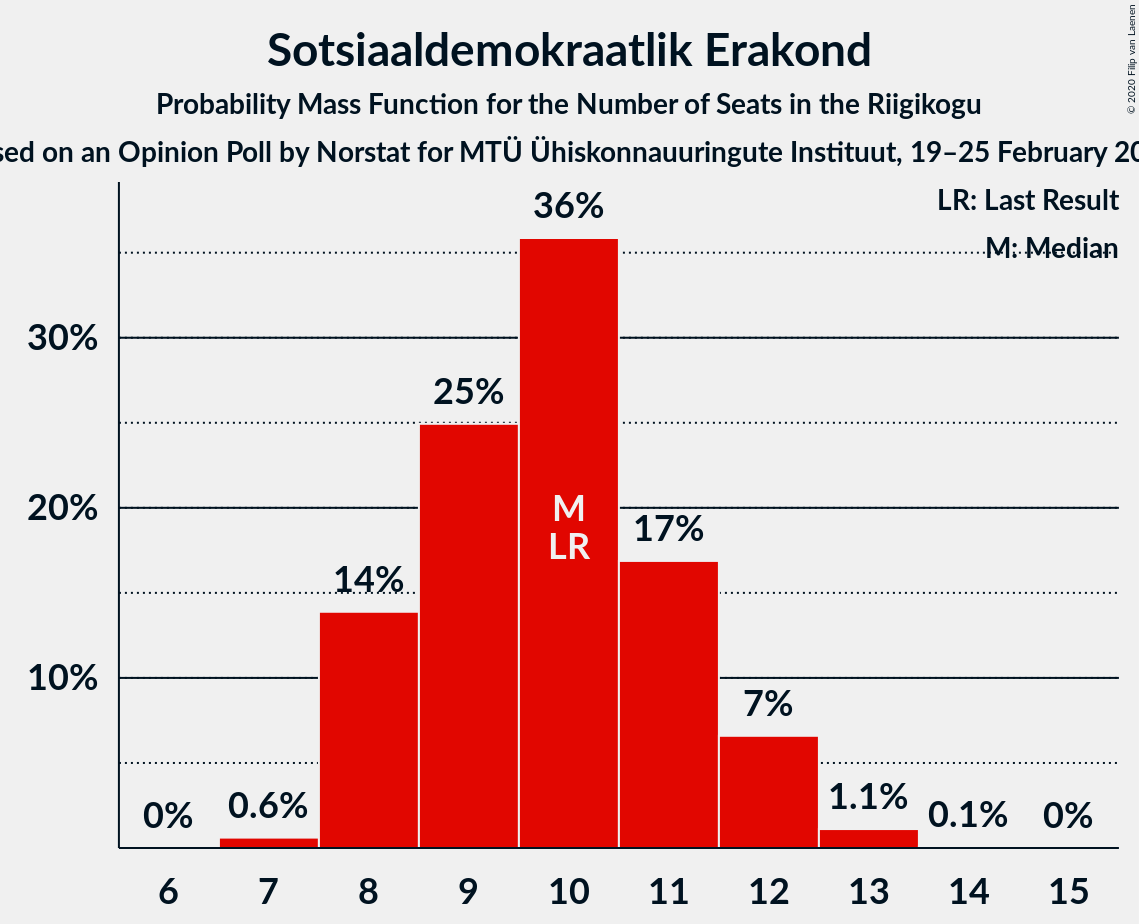 Sotsiaaldemokraatlik Erakond
Probability Mass Function for the Number of Seats in the Riigikogu
sed on an Opinion Poll by Norstat for MTÜ Ühiskonnauuringute Instituut, 19–25 February 20
© 2020 Filip van Laenen
LR: Last Result
M: Median
36%
30%
25%
20%
M
LR
17%
14%
10%
7%
0%
0.6%
1.1%
0.1%
0%
6 7 8 9 10 11 12 13 14 15